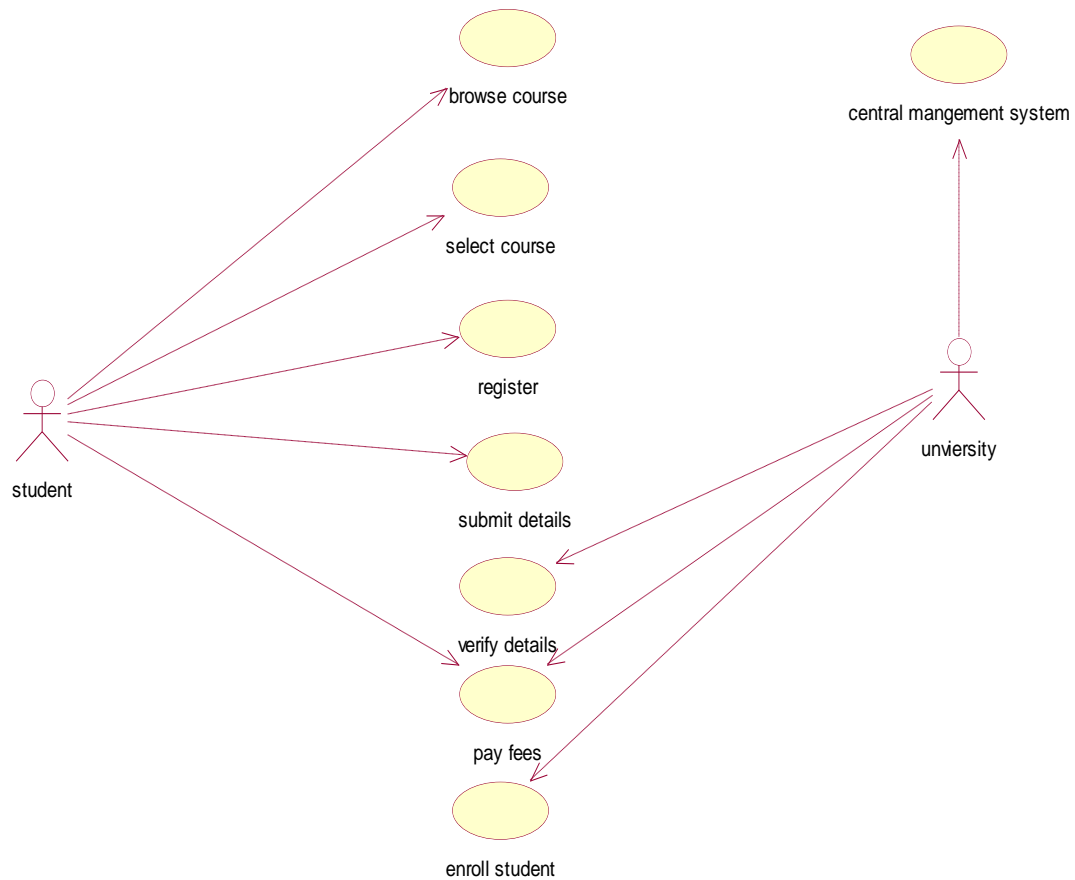 browse course
central mangement system
select course
register
unviersity
student
submit details
verify details
pay fees
enroll student